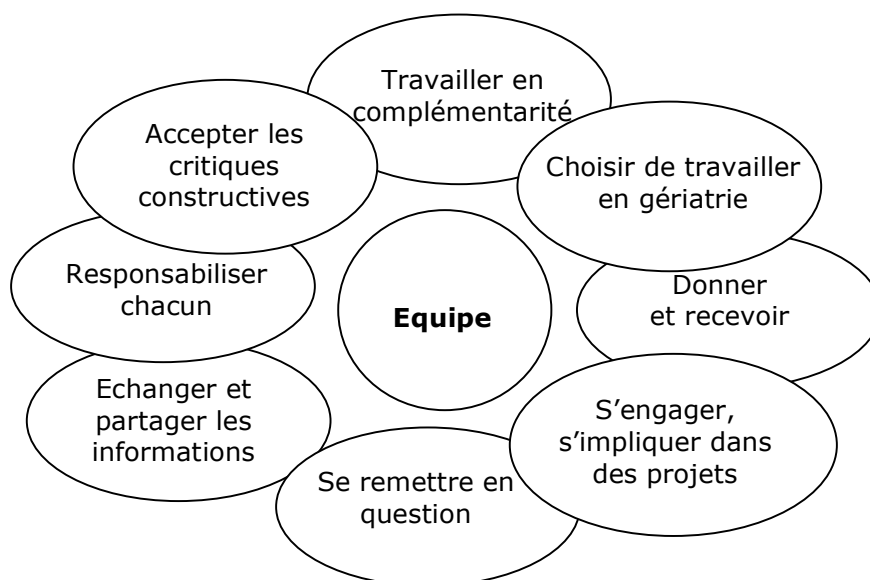 Travailler en
complémentarité
Accepter les
critiques
constructives
Choisir de travailler
en gériatrie
Responsabiliser
chacun
Equipe
Donner
et recevoir
Echanger et
partager les
informations
S’engager,
s’impliquer dans
des projets
Se remettre en
question